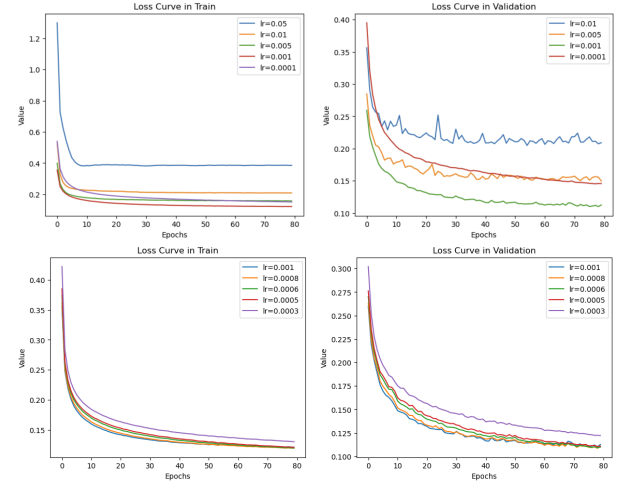 Loss Curve in Train
Value
1.2
1.0
0.8
0.6
0.4
0.2
lr=0.05
lr=0.01
lr=0.005
lr=0.001
lr=0.0001
0 10 20 30 40 50 60 70 80
Epochs
Loss Curve in Validation
Value
0.40
0.35
0.30
0.25
0.20
0.15
0.10
lr=0.01
lr=0.005
lr=0.001
lr=0.0001
0 10 20 30 40 50 60 70 80
Epochs
Loss Curve in Train
Value
0.40
0.35
0.30
0.25
0.20
0.15
lr=0.001
lr=0.0008
lr=0.0006
lr=0.0005
lr=0.0003
0 10 20 30 40 50 60 70 80
Epochs
Loss Curve in Validation
Value
0.300
0.275
0.250
0.225
0.200
0.175
0.150
0.125
0.100
lr=0.001
lr=0.0008
lr=0.0006
lr=0.0005
lr=0.0003
0 10 20 30 40 50 60 70 80
Epochs